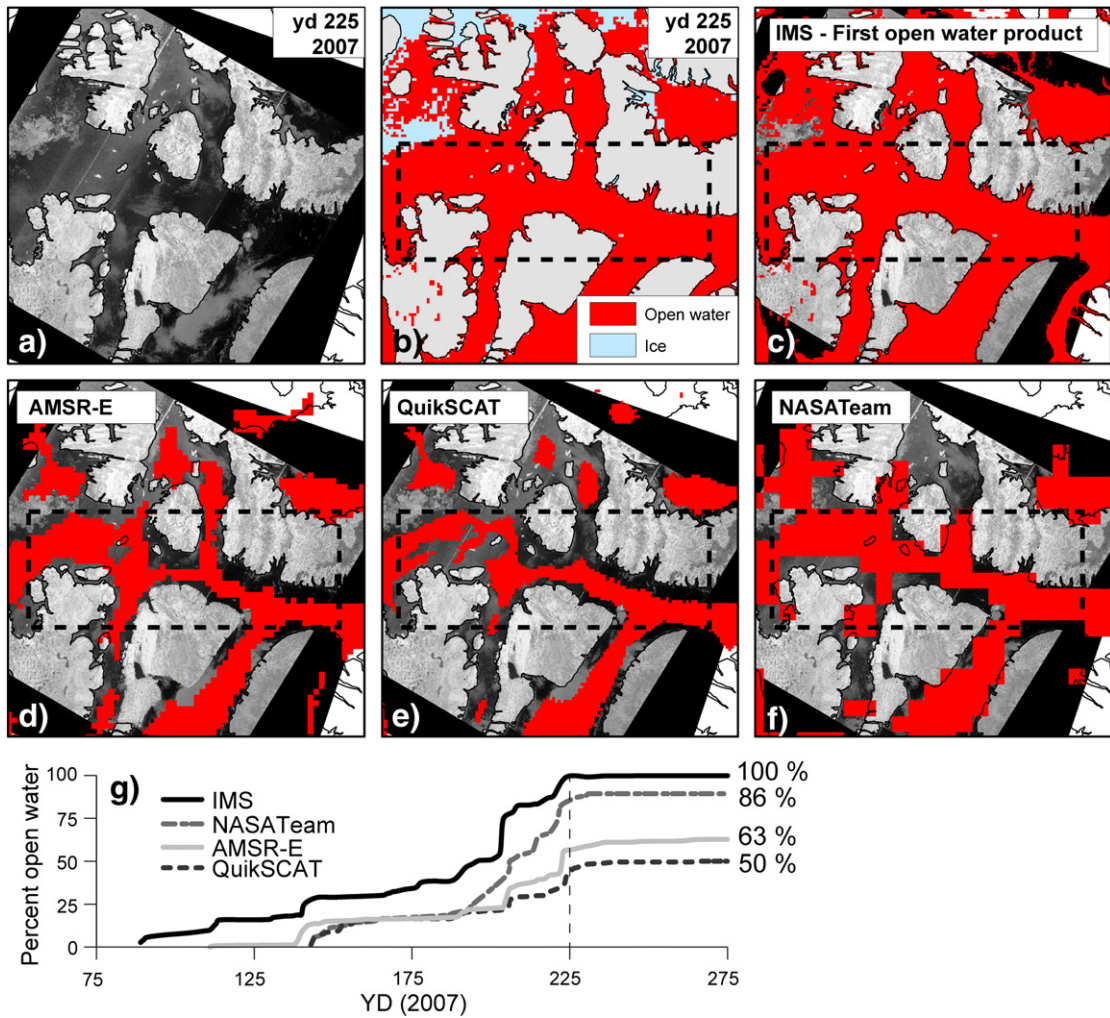 yd 225
2007
a)
yd 225
2007
Open water
Ice
b)
IMS - First open water product
c)
AMSR-E
d)
QuikSCAT
e)
NASATeam
f)
g)
Percent open water
100
75
50
25
0
IMS
NASATeam
AMSR-E
QuikSCAT
100 %
86 %
63 %
50 %
75 125 175 225 275
YD (2007)